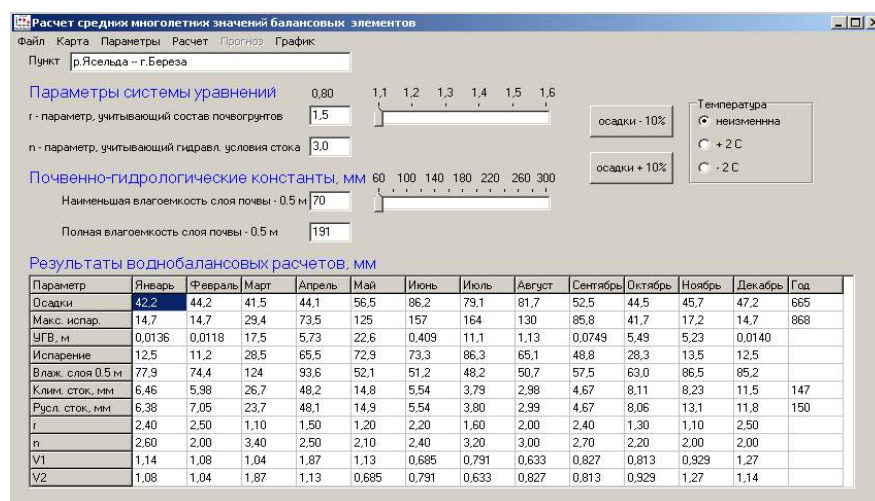 Расчет средних многолетних значений балансовых элементов
Файл Карта Параметры Расчет Прогноз График
Пункт р.Ясельда -- г.Береза
Параметры системы уравнений 0,80 1,1 1,2 1,3 1,4 1,5 1,6
r - параметр, учитывающий состав почвогрунтов 1,5
n - параметр, учитывающий гидравл. условия стока 3,0
осадки - 10%
осадки + 10%
Температура
неизменнна
+ 2 C
- 2 C
Почвенно-гидрологические константы, мм 60 100 140 180 220 260 300
Наименьшая влагоемкость слоя почвы - 0.5 м 70
Полная влагоемкость слоя почвы - 0.5 м 191
Результаты воднобалансовых расчетов, мм
Параметр Январь Февраль Март Апрель Май Июнь Июль Август Сентябрь Октябрь Ноябрь Декабрь Год
Осадки 42,2 44,2 41,5 44,1 56,5 86,2 79,1 81,7 52,5 44,5 45,7 47,2 665
Макс. испар. 14,7 14,7 29,4 73,5 125 157 164 130 85,8 41,7 17,2 14,7 868
УГВ, м 0,0136 0,0118 17,5 5,73 22,6 0,409 11,1 1,13 0,0749 5,49 5,23 0,0140
Испарение 12,5 11,2 28,5 65,5 72,9 73,3 86,3 65,1 48,8 28,3 13,5 12,5
Влаж. слоя 0.5 м 77,9 74,4 124 93,6 52,1 51,2 48,2 50,7 57,5 63,0 86,5 85,2
Клим. сток, мм 6,46 5,98 26,7 48,2 14,8 5,54 3,79 2,98 4,67 8,11 8,23 11,5 147
Русл. сток, мм 6,38 7,05 23,7 48,1 14,9 5,54 3,80 2,99 4,67 8,06 13,1 11,8 150
r 2,40 2,50 1,10 1,50 1,20 2,20 1,60 2,00 2,40 1,30 1,10 2,50
n 2,60 2,00 3,40 2,50 2,10 2,40 3,20 3,00 2,70 2,20 2,00 2,00
V1 1,14 1,08 1,04 1,87 1,13 0,685 0,791 0,633 0,827 0,813 0,929 1,27
V2 1,08 1,04 1,87 1,13 0,685 0,791 0,633 0,827 0,813 0,929 1,27 1,14